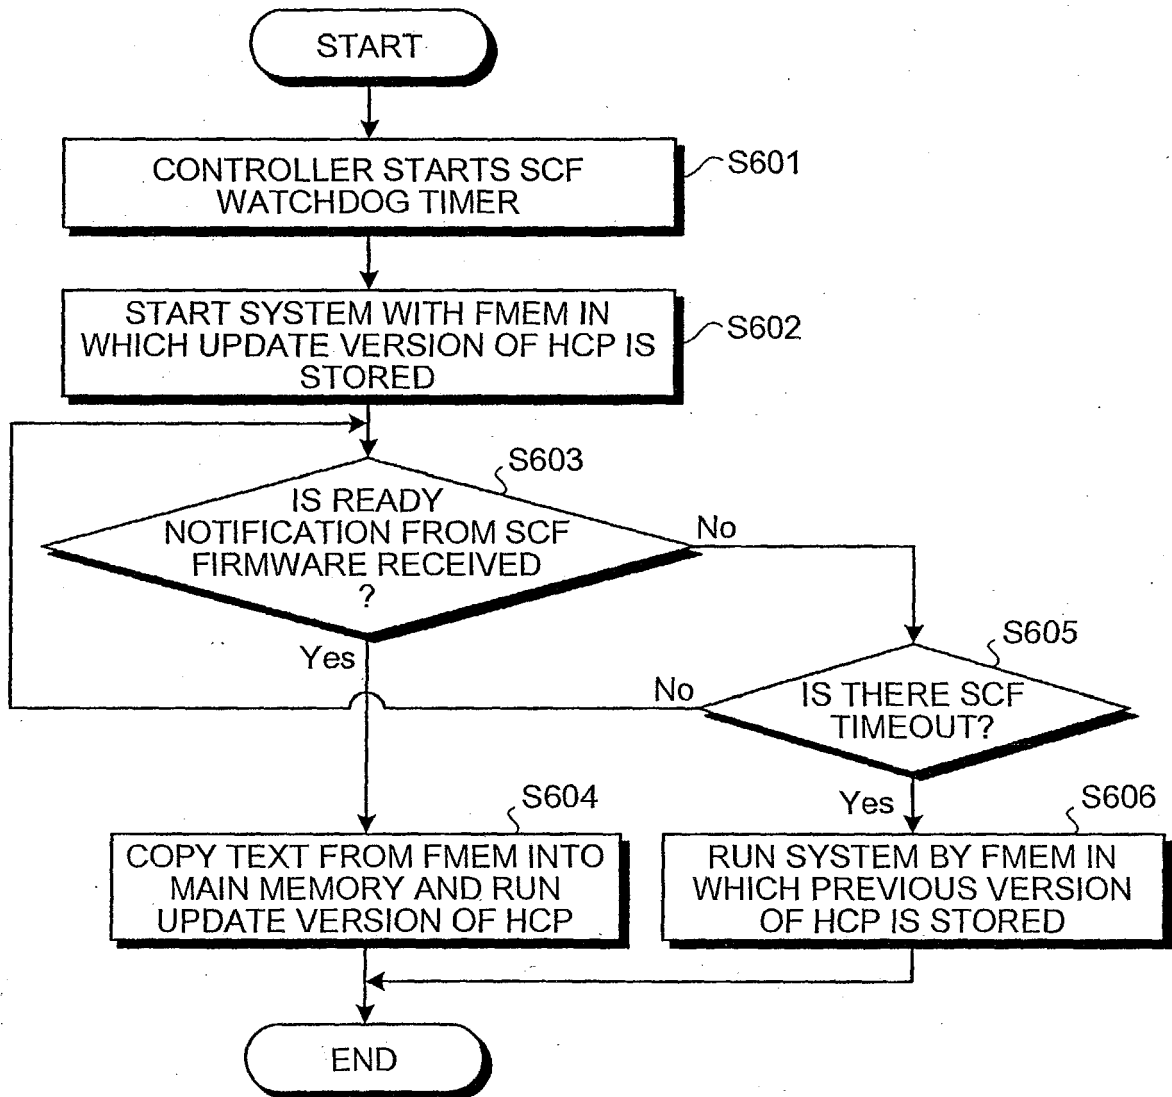 START
CONTROLLER STARTS SCF
WATCHDOG TIMER
S601
START SYSTEM WITH FMEM IN
WHICH UPDATE VERSION OF HCP IS
STORED
S602
S603
IS READY
NOTIFICATION FROM SCF
FIRMWARE RECEIVED
?
No
Yes
S605
IS THERE SCF
TIMEOUT?
No
Yes
S604
COPY TEXT FROM FMEM INTO
MAIN MEMORY AND RUN
UPDATE VERSION OF HCP
S606
RUN SYSTEM BY FMEM IN
WHICH PREVIOUS VERSION
OF HCP IS STORED
END